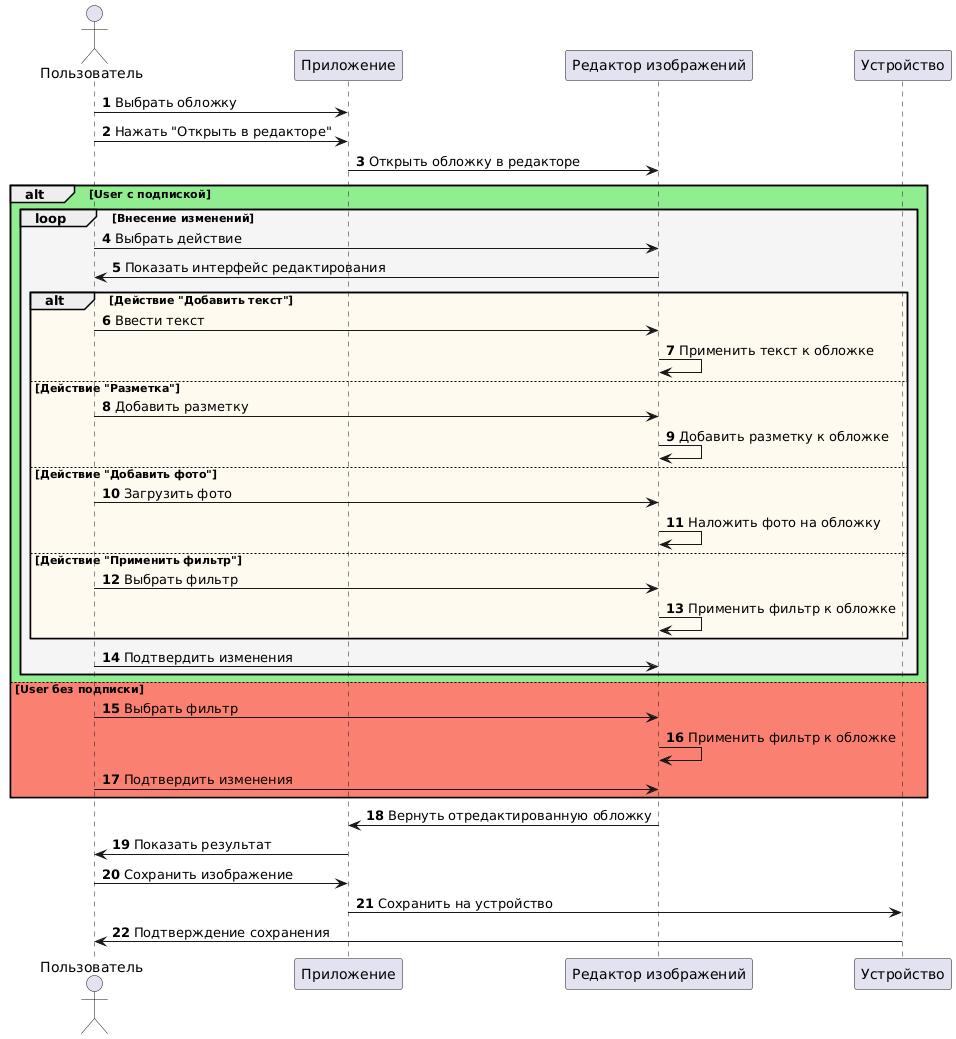 Пользователь
Приложение
Редактор изображений
Устройство
1 Выбрать обложку
2 Нажать "Открыть в редакторе"
3 Открыть обложку в редакторе
alt [User с подпиской]
loop [Внесение изменений]
4 Выбрать действие
5 Показать интерфейс редактирования
alt [Действие "Добавить текст"]
6 Ввести текст
7 Применить текст к обложке
[Действие "Разметка"]
8 Добавить разметку
9 Добавить разметку к обложке
[Действие "Добавить фото"]
10 Загрузить фото
11 Наложить фото на обложку
[Действие "Применить фильтр"]
12 Выбрать фильтр
13 Применить фильтр к обложке
14 Подтвердить изменения
[User без подписки]
15 Выбрать фильтр
16 Применить фильтр к обложке
17 Подтвердить изменения
18 Вернуть отредактированную обложку
19 Показать результат
20 Сохранить изображение
21 Сохранить на устройство
22 Подтверждение сохранения
Пользователь
Приложение
Редактор изображений
Устройство